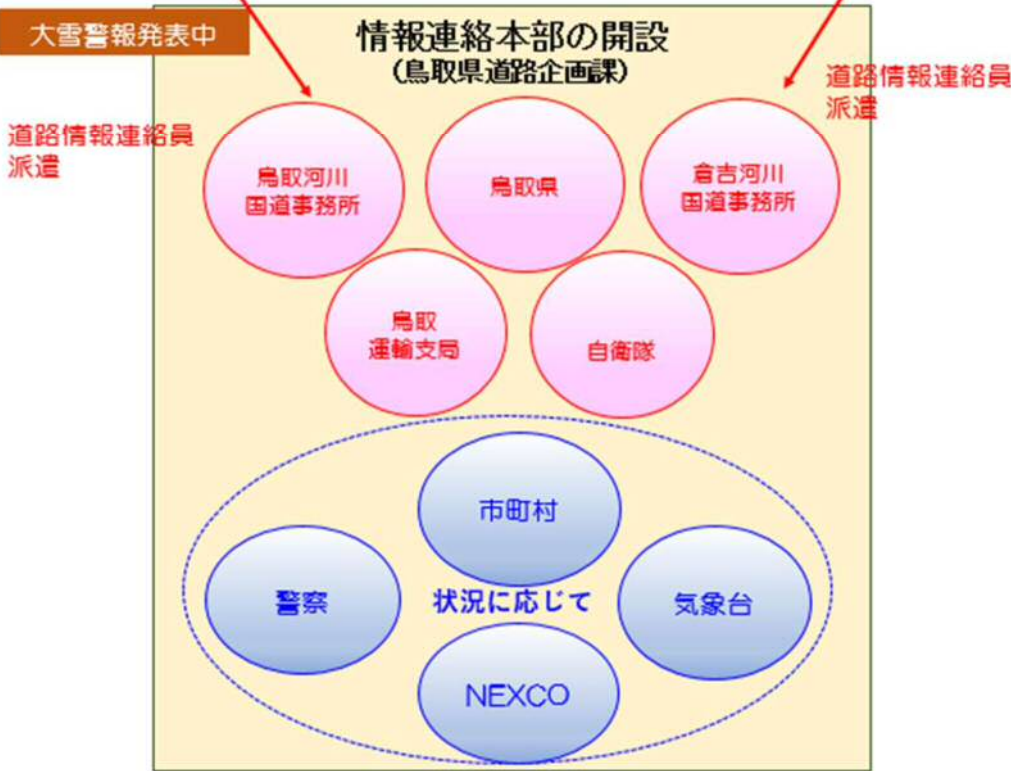 大雪警報発表中
情報連絡本部の開設
(鳥取県道路企画課)
道路情報連絡員
派遣
道路情報連絡員
派遣
鳥取河川
国道事務所
鳥取県
倉吉河川
国道事務所
鳥取
運輸支局
自衛隊
市町村
警察
状況に応じて
気象台
NEXCO